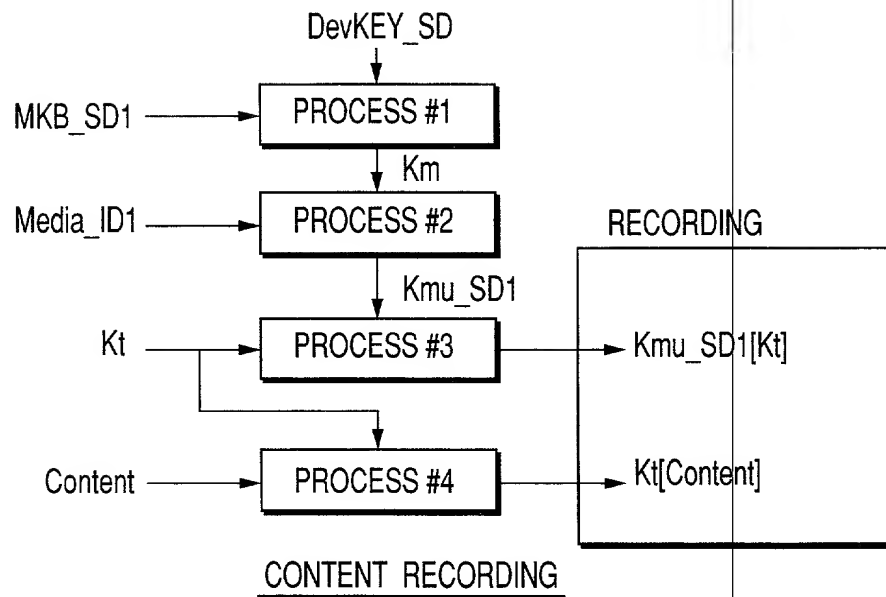 DevKEY_SD
MKB_SD1
PROCESS #1
Km
Media_ID1
PROCESS #2
RECORDING
Kmu_SD1
Kt
PROCESS #3
Kmu_SD1[Kt]
Content
PROCESS #4
Kt[Content]
CONTENT RECORDING